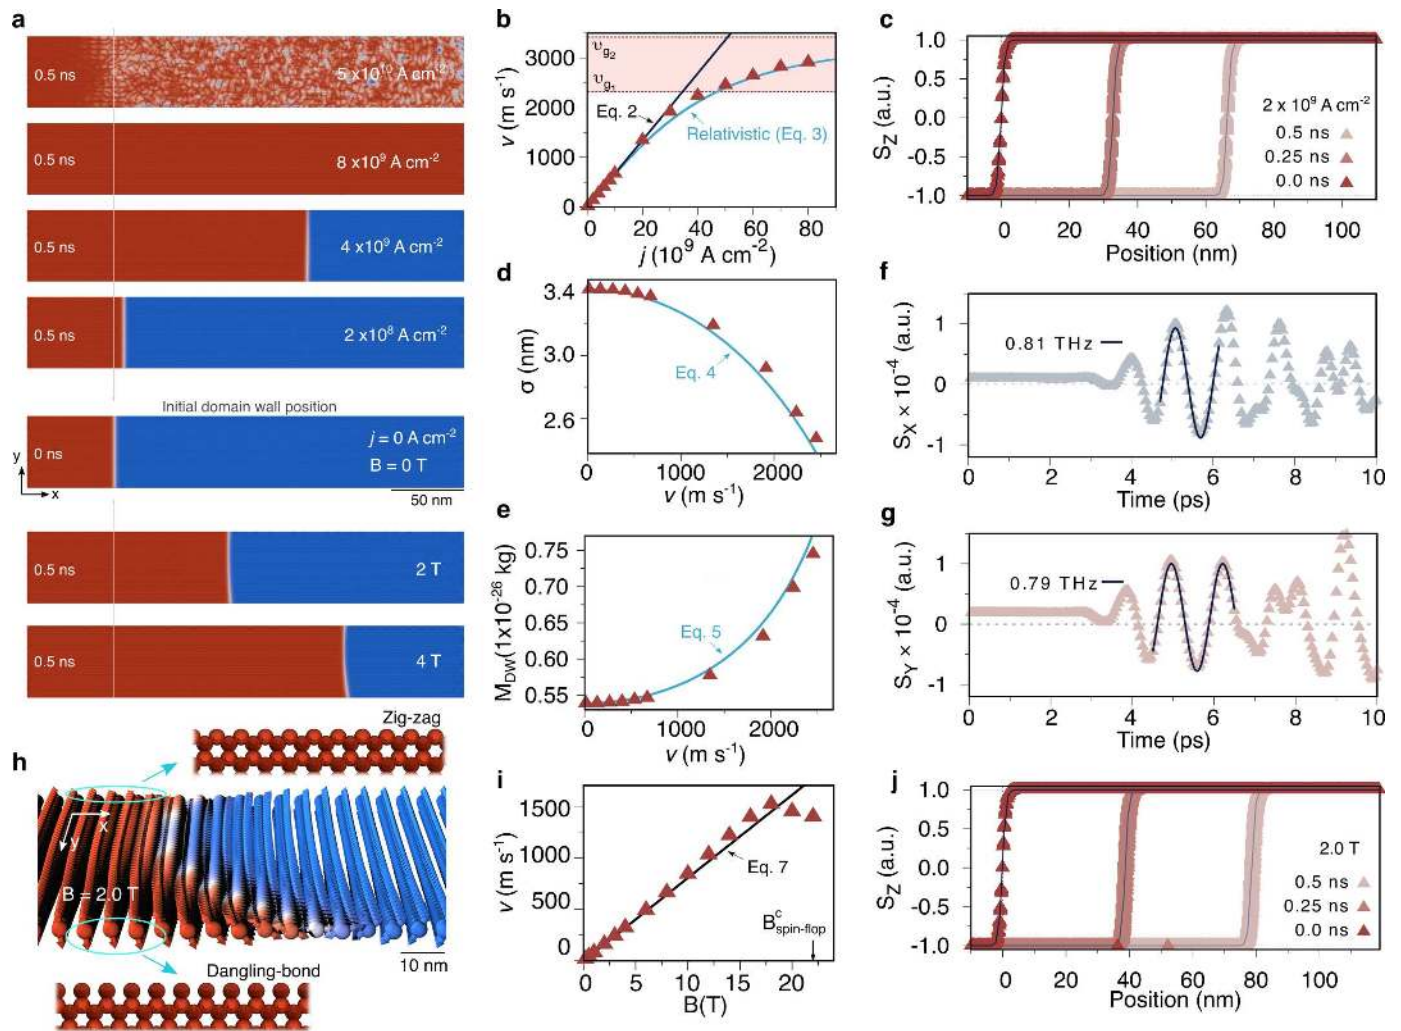 a
0.5 ns
5 x10¹⁰ A cm⁻²
0.5 ns
8 x10⁹ A cm⁻²
0.5 ns
4 x10⁹ A cm⁻²
0.5 ns
2 x10⁸ A cm⁻²
Initial domain wall position
0 ns
j = 0 A cm⁻²
B = 0 T
y
x
50 nm
0.5 ns
2 T
0.5 ns
4 T
b
v (m s⁻¹)
3000
2000
1000
0
υg₂
υg₁
Eq. 2
Relativistic (Eq. 3)
0 20 40 60 80
j (10⁹ A cm⁻²)
c
S_Z (a.u.)
1.0
0.5
0.0
-0.5
-1.0
2 x 10⁹ A cm⁻²
0.5 ns
0.25 ns
0.0 ns
0 20 40 60 80 100
Position (nm)
d
σ (nm)
3.4
3.0
2.6
Eq. 4
0 1000 2000
v (m s⁻¹)
e
M_DW(1x10⁻²⁶ kg)
0.75
0.70
0.65
0.60
0.55
Eq. 5
0 1000 2000
v (m s⁻¹)
f
S_X × 10⁻⁴ (a.u.)
1
0
-1
0.81 THz
0 2 4 6 8 10
Time (ps)
g
S_Y × 10⁻⁴ (a.u.)
1
0
-1
0.79 THz
0 2 4 6 8 10
Time (ps)
h
Zig-zag
x
y
B = 2.0 T
10 nm
Dangling-bond
i
v (m s⁻¹)
1500
1000
500
0
Eq. 7
B^c_spin-flop
0 5 10 15 20
B(T)
j
S_Z (a.u.)
1.0
0.5
0.0
-0.5
-1.0
2.0 T
0.5 ns
0.25 ns
0.0 ns
0 20 40 60 80 100
Position (nm)